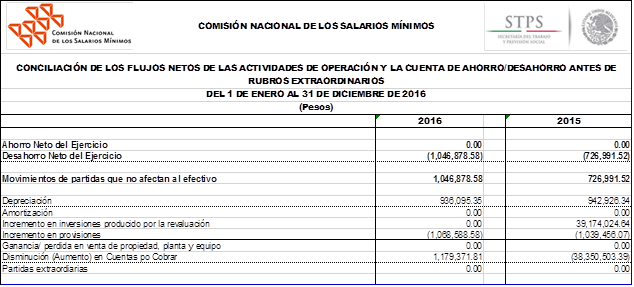 COMISIÓN NACIONAL
DE LOS SALARIOS MÍNIMOS
COMISIÓN NACIONAL DE LOS SALARIOS MÍNIMOS
STPS
SECRETARÍA DEL TRABAJO
Y PREVISIÓN SOCIAL
CONCILIACIÓN DE LOS FLUJOS NETOS DE LAS ACTIVIDADES DE OPERACIÓN Y LA CUENTA DE AHORRO/DESAHORRO ANTES DE
RUBROS EXTRAORDINARIOS
DEL 1 DE ENERO AL 31 DE DICIEMBRE DE 2016
(Pesos)
2016 2015
Ahorro Neto del Ejercicio 0.00 0.00
Desahorro Neto del Ejercicio (1,046,878.58) (726,991.52)
Movimientos de partidas que no afectan al efectivo 1,046,878.58 726,991.52
Depreciación 936,095.35 942,926.34
Amortización 0.00 0.00
Incremento en inversiones producido por la revaluación 0.00 39,174,024.64
Incremento en provisiones (1,068,588.58) (1,039,456.07)
Ganancia/ perdida en venta de propiedad, planta y equipo 0.00 0.00
Disminución (Aumento) en Cuentas po Cobrar 1,179,371.81 (38,350,503.39)
Partidas extraordiarias 0.00 0.00